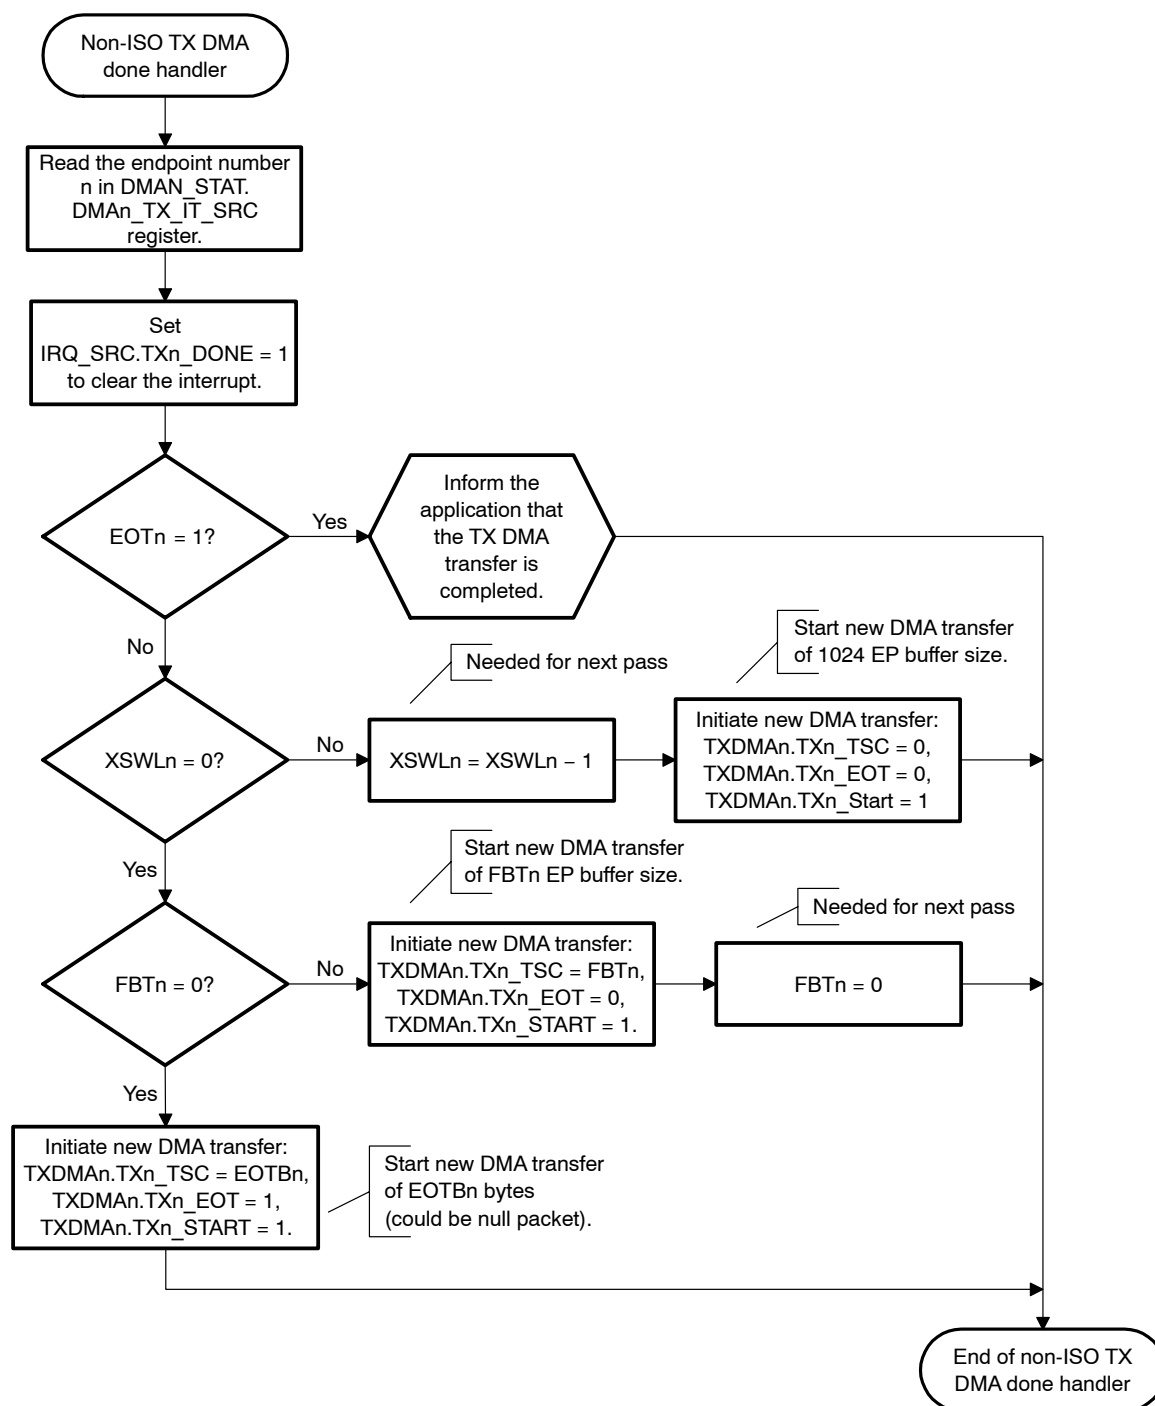 Non-ISO TX DMA
done handler
Read the endpoint number
n in DMAN_STAT.
DMAn_TX_IT_SRC
register.
Set
IRQ_SRC.TXn_DONE = 1
to clear the interrupt.
EOTn = 1?
Yes
Inform the
application that
the TX DMA
transfer is
completed.
No
Needed for next pass
Start new DMA transfer
of 1024 EP buffer size.
XSWLn = 0?
No
XSWLn = XSWLn − 1
Initiate new DMA transfer:
TXDMAn.TXn_TSC = 0,
TXDMAn.TXn_EOT = 0,
TXDMAn.TXn_Start = 1
Yes
Start new DMA transfer
of FBTn EP buffer size.
Needed for next pass
FBTn = 0?
No
Initiate new DMA transfer:
TXDMAn.TXn_TSC = FBTn,
TXDMAn.TXn_EOT = 0,
TXDMAn.TXn_START = 1.
FBTn = 0
Yes
Initiate new DMA transfer:
TXDMAn.TXn_TSC = EOTBn,
TXDMAn.TXn_EOT = 1,
TXDMAn.TXn_START = 1.
Start new DMA transfer
of EOTBn bytes
(could be null packet).
End of non-ISO TX
DMA done handler